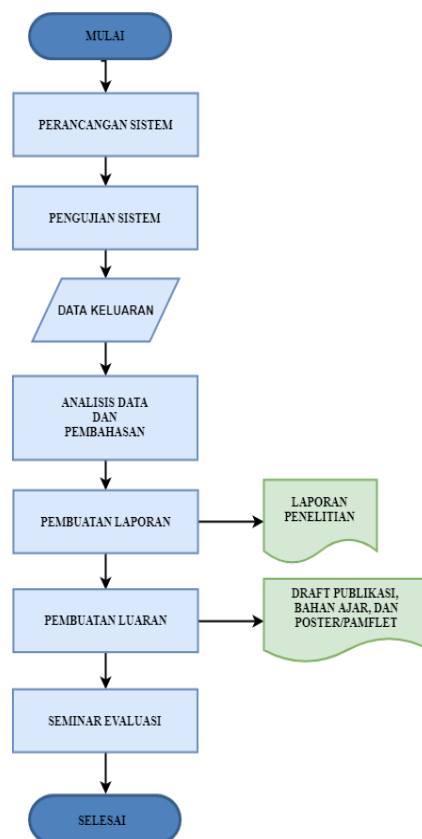 MULAI
PERANCANGAN SISTEM
PENGUJIAN SISTEM
DATA KELUARAN
ANALISIS DATA
DAN
PEMBAHASAN
PEMBUATAN LAPORAN
LAPORAN
PENELITIAN
PEMBUATAN LUARAN
DRAFT PUBLIKASI,
BAHAN AJAR, DAN
POSTER/PAMFLET
SEMINAR EVALUASI
SELESAI